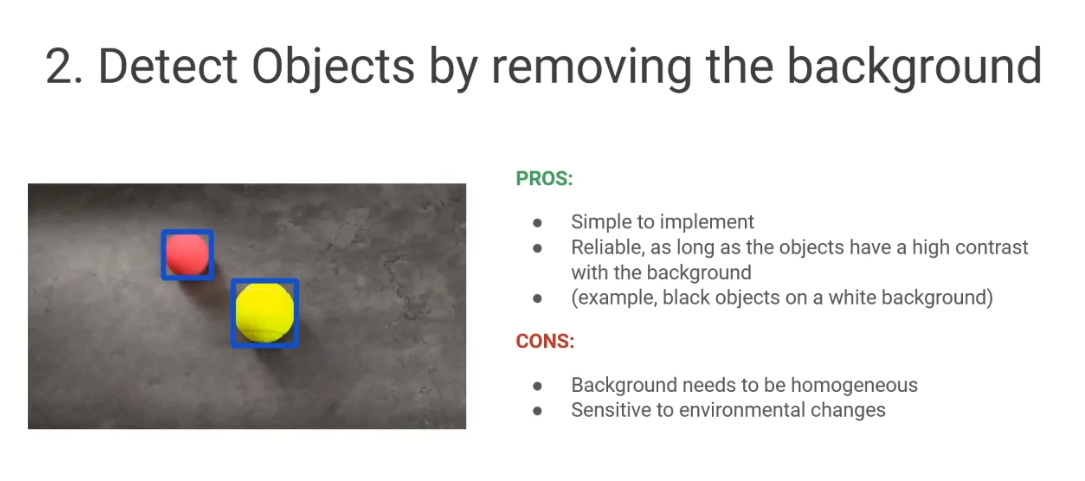 2. Detect Objects by removing the background
PROS:
● Simple to implement
● Reliable, as long as the objects have a high contrast
with the background
● (example, black objects on a white background)
CONS:
● Background needs to be homogeneous
● Sensitive to environmental changes